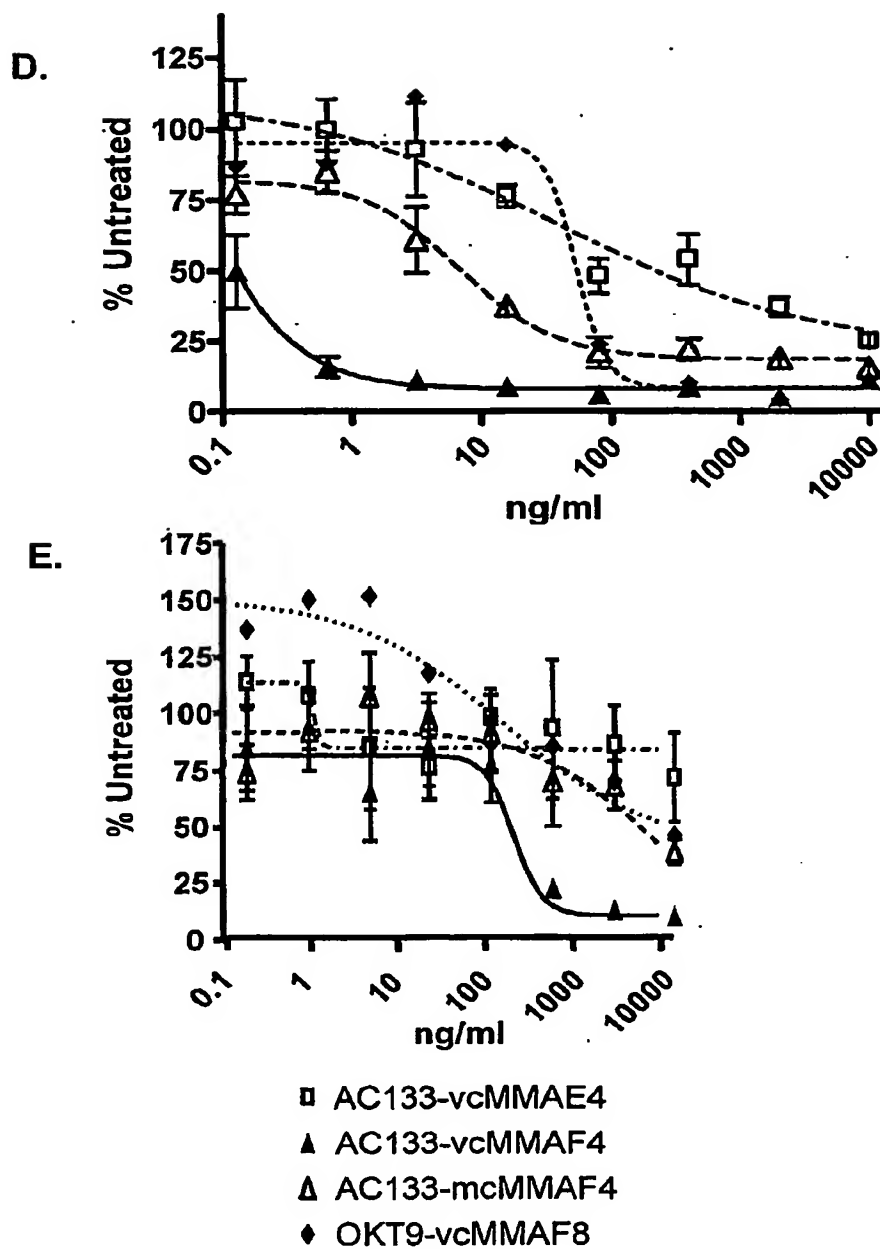 D.
% Untreated
125
100
75
50
25
0
0.1
1
10
100
1000
10000
ng/ml
E.
% Untreated
175
150
125
100
75
50
25
0
0.1
1
10
100
1000
10000
ng/ml
AC133-vcMMAE4
AC133-vcMMAF4
AC133-mcMMAF4
OKT9-vcMMAF8